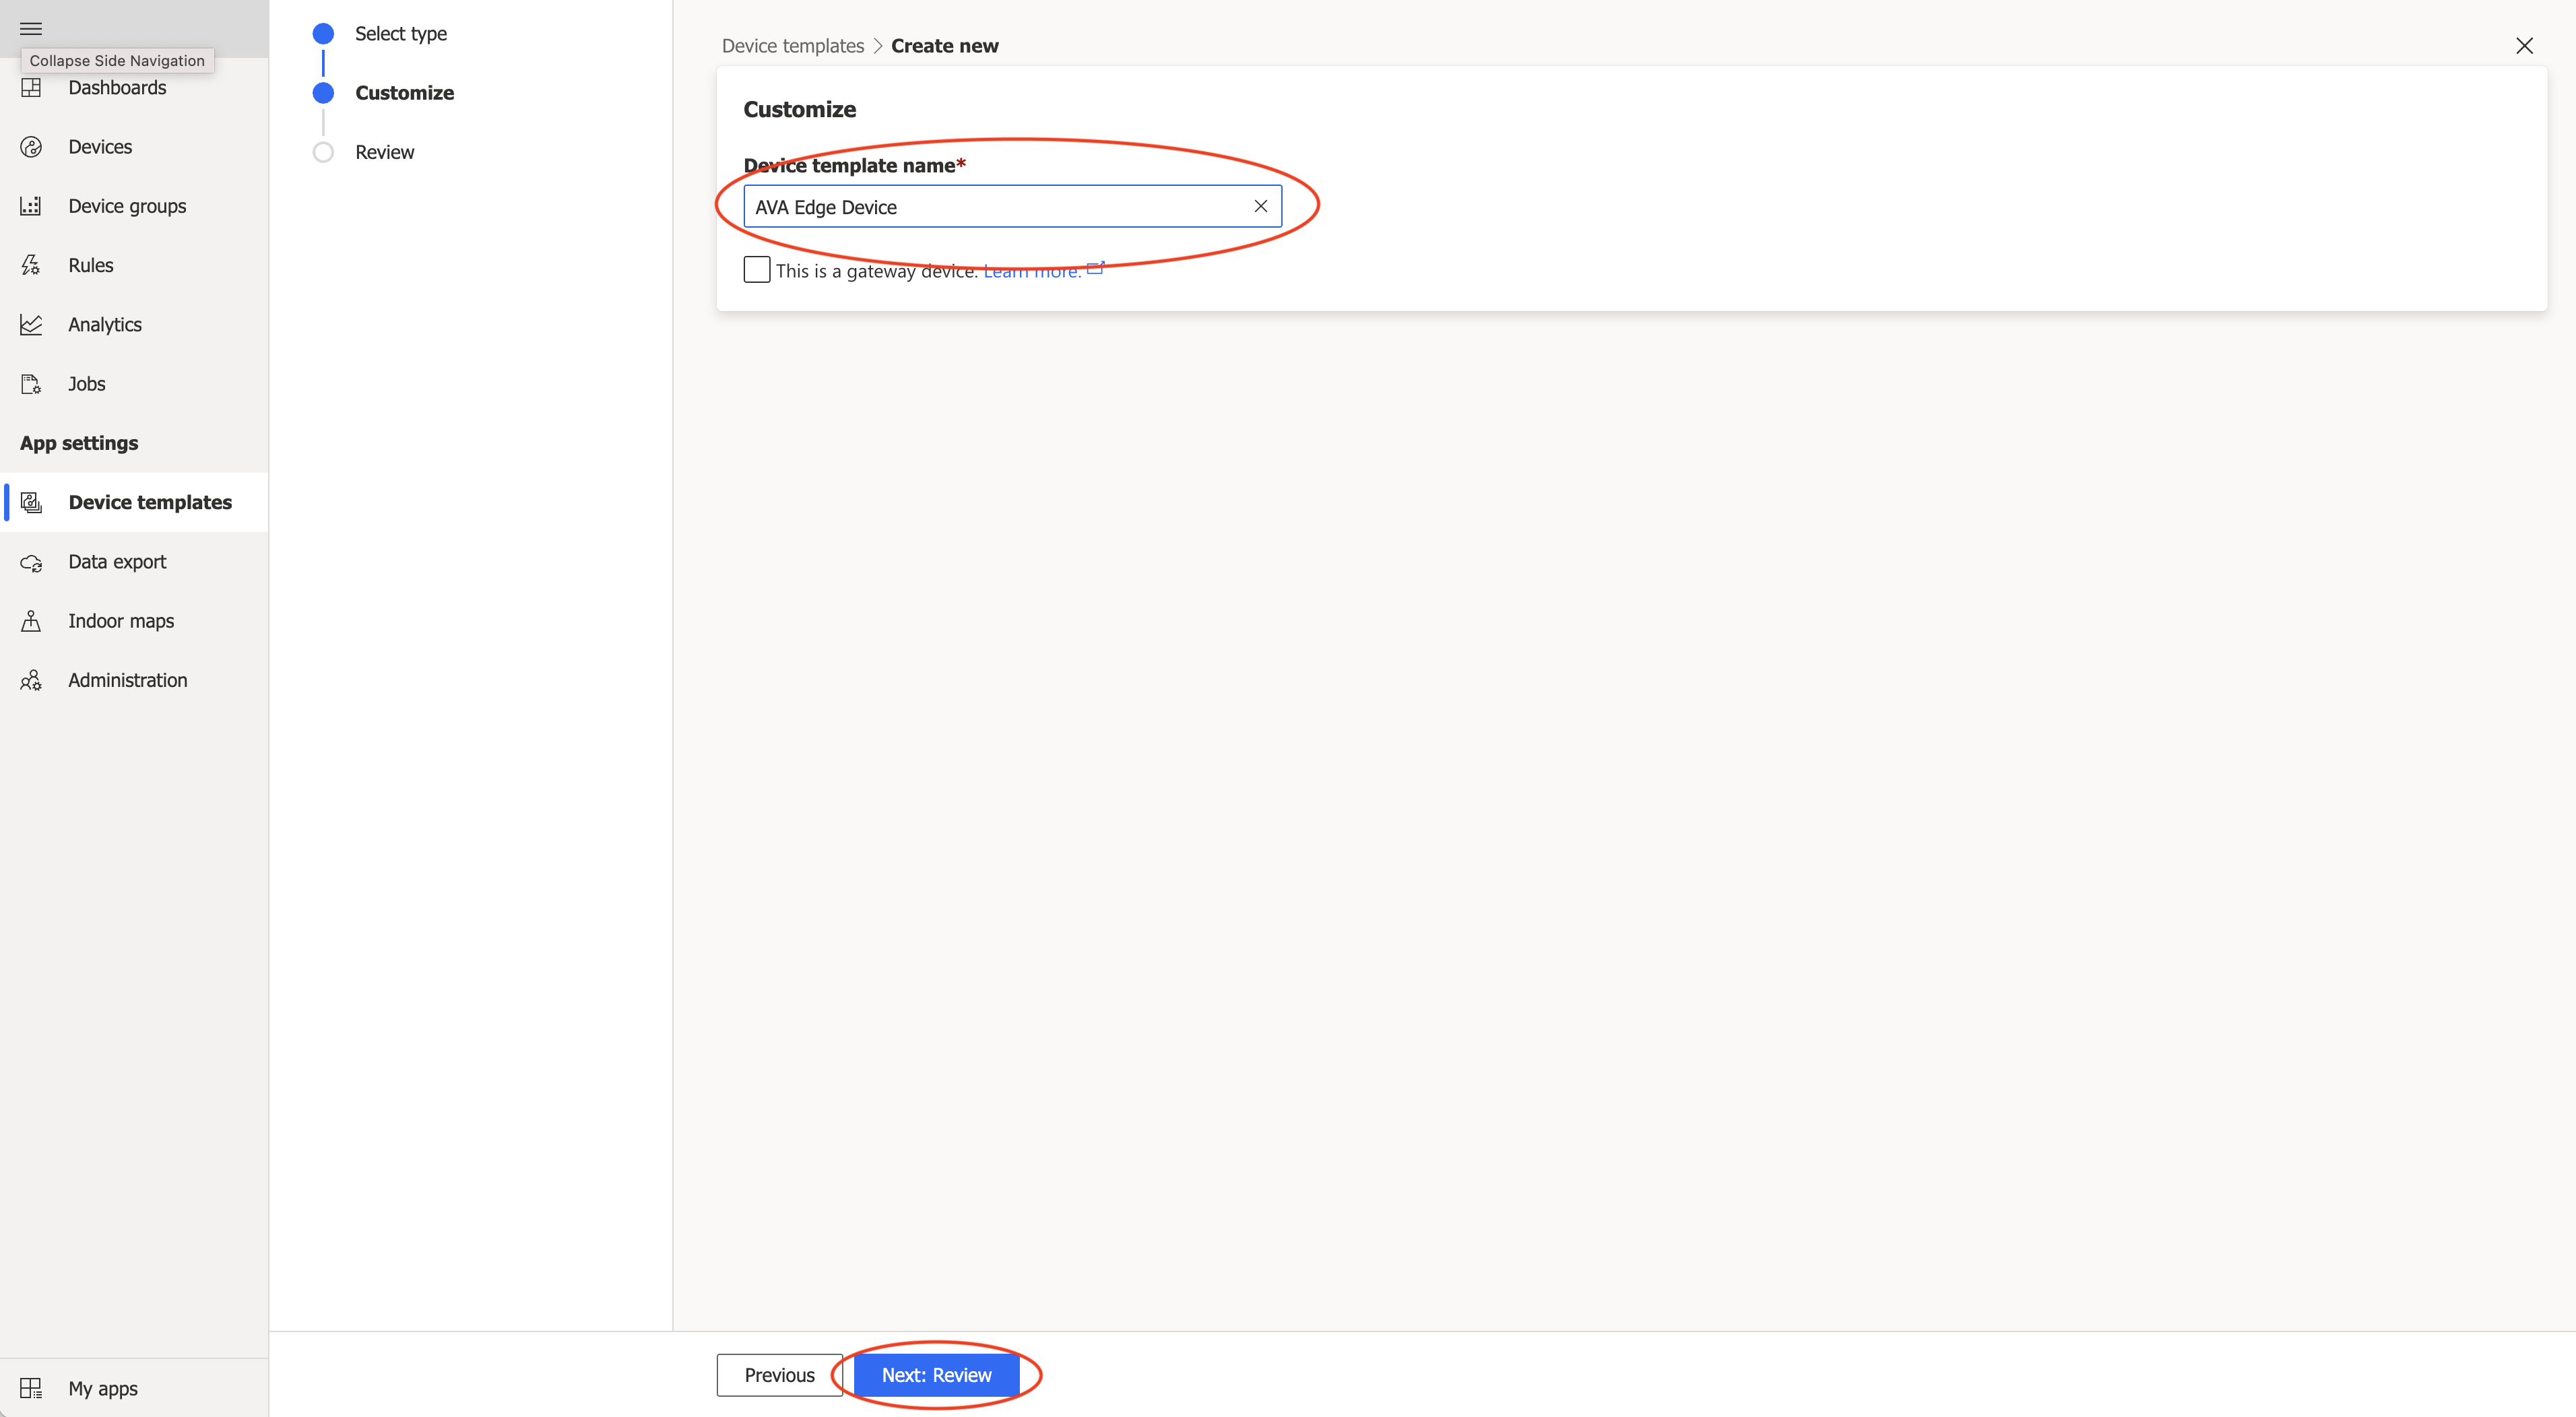 Collapse Side Navigation
Dashboards
Devices
Device groups
Rules
Analytics
Jobs
App settings
Device templates
Data export
Indoor maps
Administration
My apps
Select type
Customize
Review
Device templates > Create new
Customize
Device template name*
AVA Edge Device
This is a gateway device. Learn more.
Previous
Next: Review